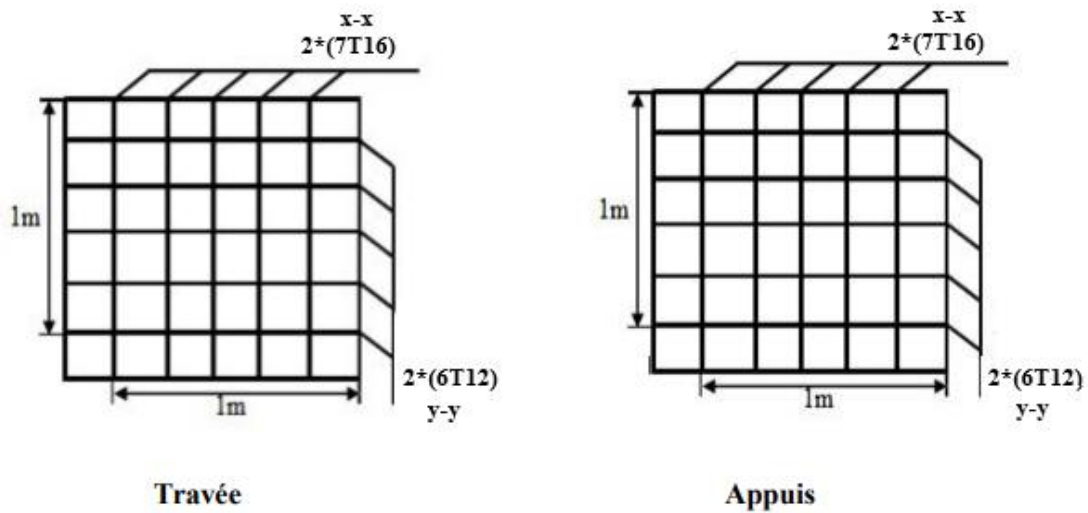 x-x
2*(7T16)
1m
1m
2*(6T12)
y-y
Travée
x-x
2*(7T16)
1m
1m
2*(6T12)
y-y
Appuis